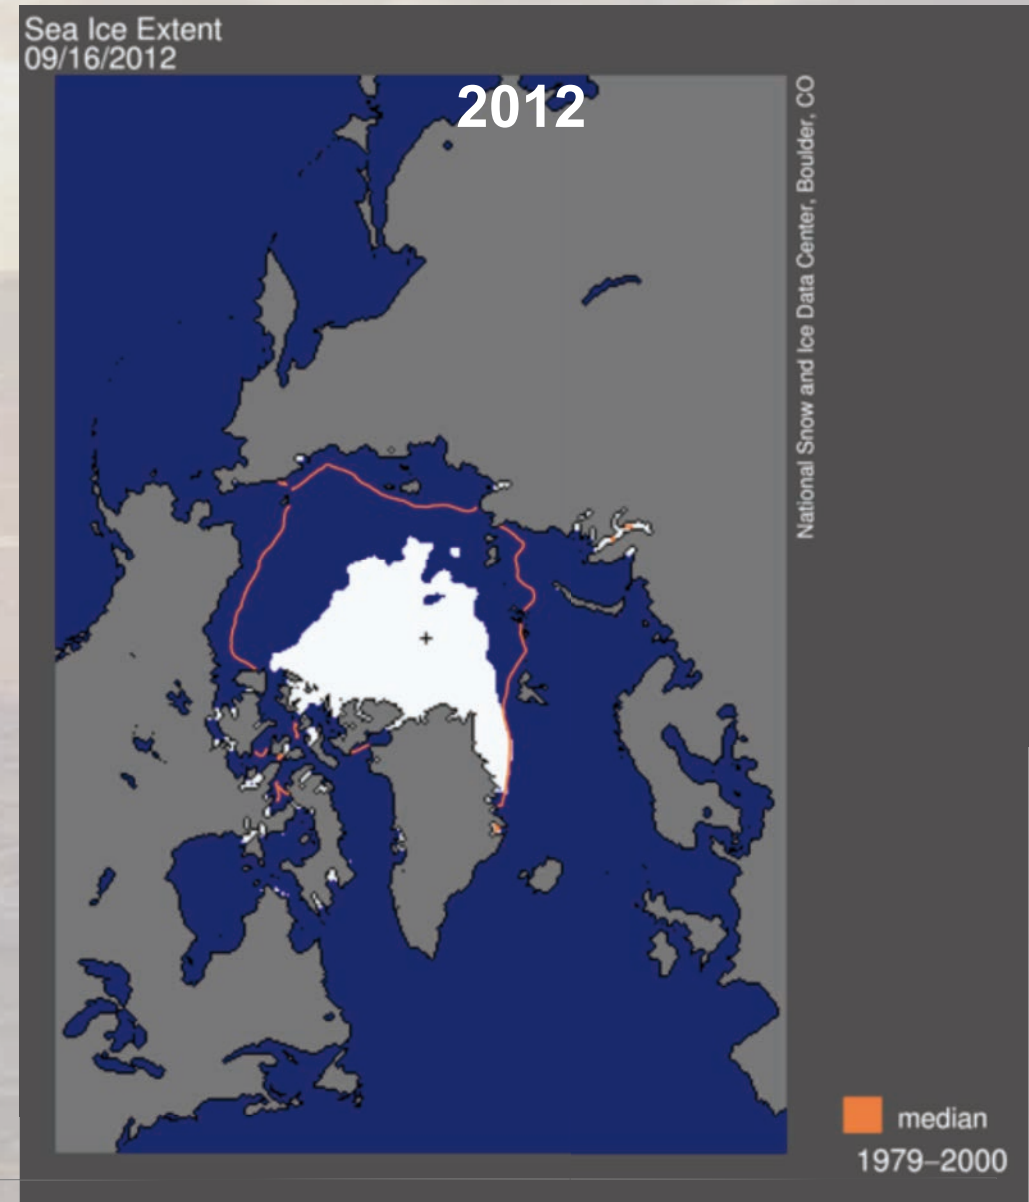 Sea Ice Extent
09/16/2012
2012
National Snow and Ice Data Center, Boulder, CO
median
1979–2000